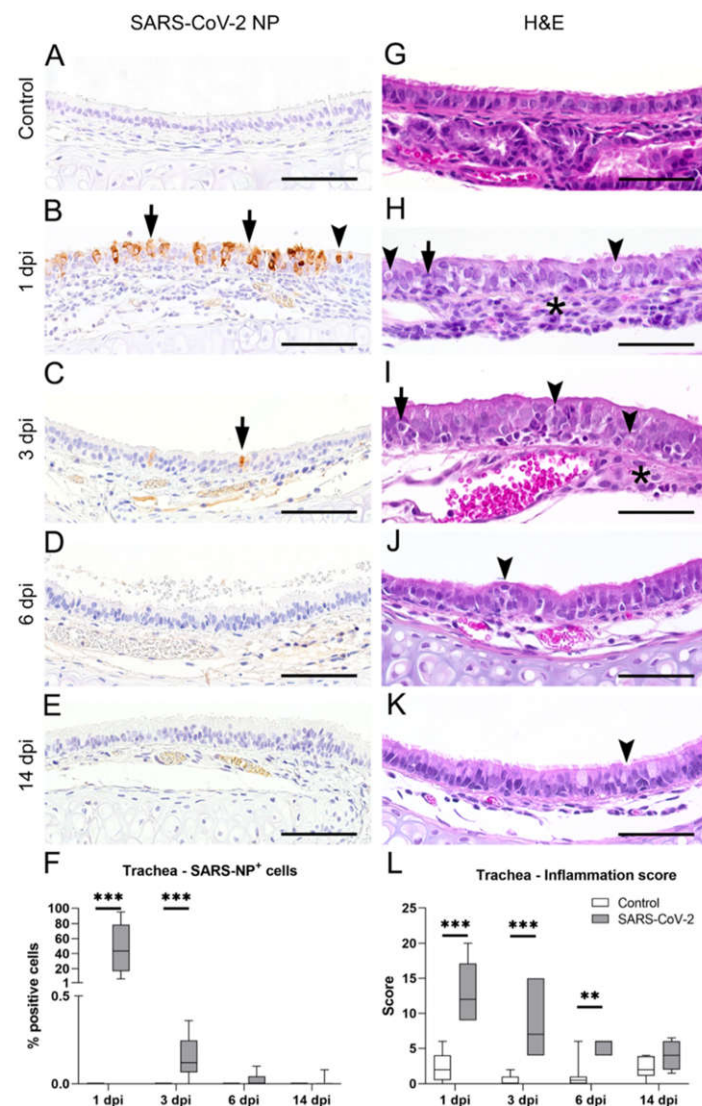 SARS-CoV-2 NP
H&E
A
Control
G
B
1 dpi
H
C
3 dpi
I
*
D
6 dpi
J
E
14 dpi
K
F
Trachea - SARS-NP⁺ cells
% positive cells
100
80
60
40
20
1
0.5
0.0
***
***
1 dpi 3 dpi 6 dpi 14 dpi
L
Trachea - Inflammation score
Control
SARS-CoV-2
Score
25
20
15
10
5
0
***
***
**
1 dpi 3 dpi 6 dpi 14 dpi